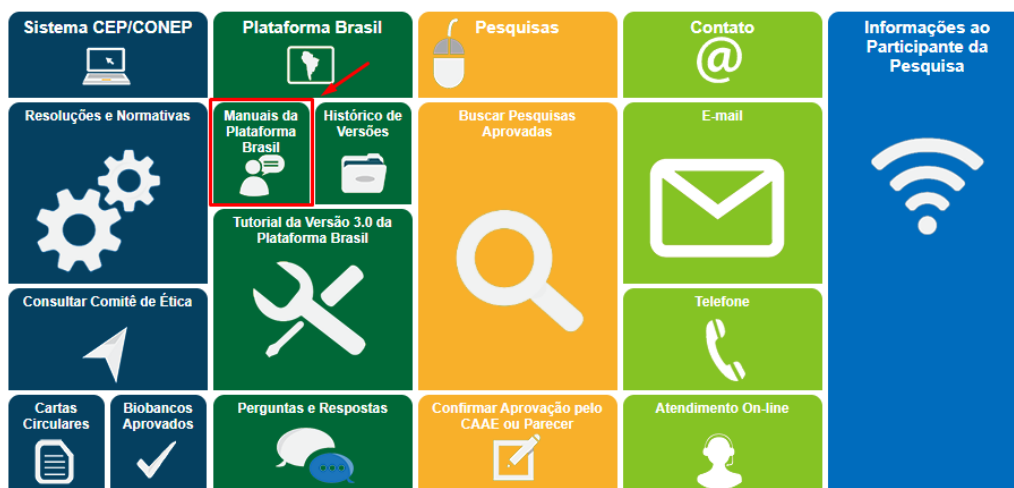 Sistema CEP/CONEP
Plataforma Brasil
Pesquisas
Contato
Informações ao
Participante da
Pesquisa
Resoluções e Normativas
Manuais da
Plataforma
Brasil
Histórico de
Versões
Buscar Pesquisas
Aprovadas
E-mail
Tutorial da Versão 3.0 da
Plataforma Brasil
Consultar Comitê de Ética
Telefone
Cartas
Circulares
Biobancos
Aprovados
Perguntas e Respostas
Confirmar Aprovação pelo
CAAE ou Parecer
Atendimento On-line